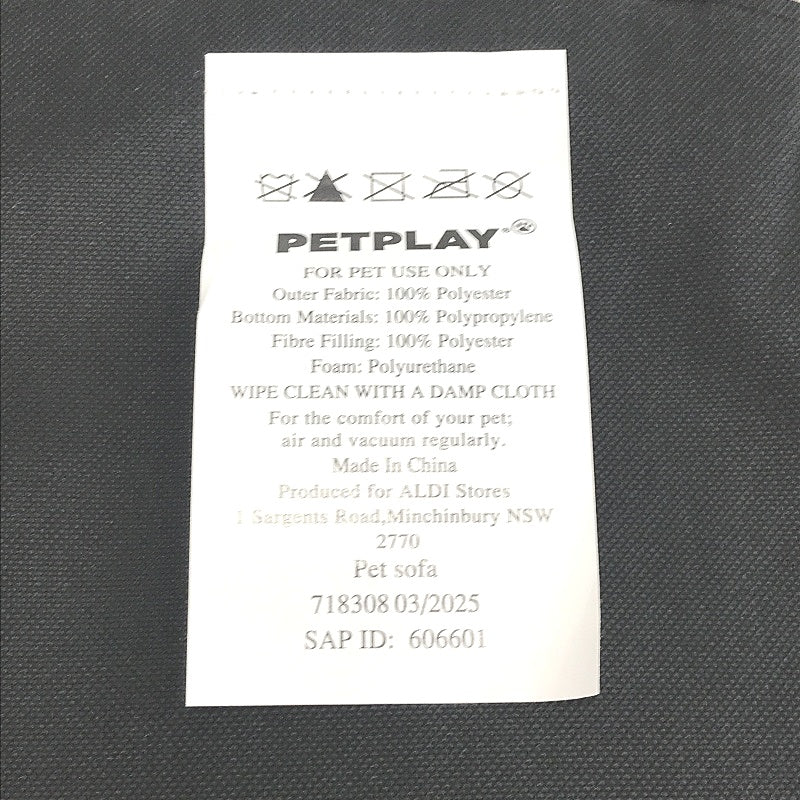 PETPLAY®
FOR PET USE ONLY
Outer Fabric: 100% Polyester
Bottom Materials: 100% Polypropylene
Fibre Filling: 100% Polyester
Foam: Polyurethane
WIPE CLEAN WITH A DAMP CLOTH
For the comfort of your pet;
air and vacuum regularly.
Made In China
Produced for ALDI Stores
1 Sargents Road,Minchinbury NSW
2770
Pet sofa
718308 03/2025
SAP ID: 606601